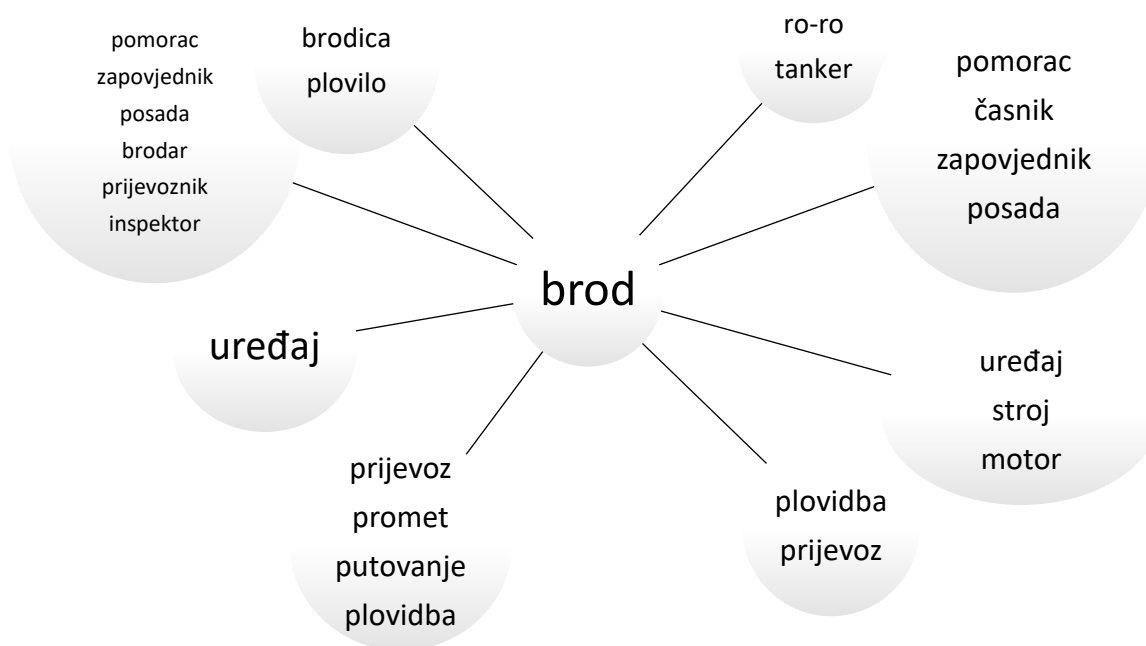 pomorac
zapovjednik
posada
brodar
prijevoznik
inspektor
brodica
plovilo
ro-ro
tanker
pomorac
časnik
zapovjednik
posada
brod
uređaj
uređaj
stroj
motor
prijevoz
promet
putovanje
plovidba
plovidba
prijevoz